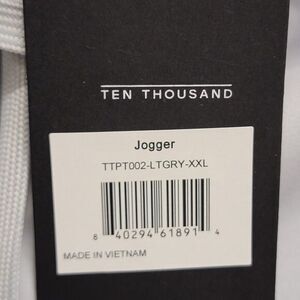 TEN THOUSAND
Jogger
TTPT002-LTGRY-XXL
8 40294 61891 4
MADE IN VIETNAM